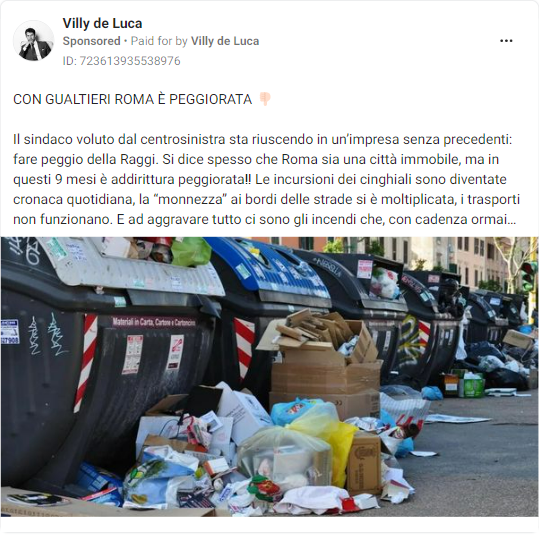 Villy de Luca
Sponsored • Paid for by Villy de Luca
ID: 723613935538976
CON GUALTIERI ROMA È PEGGIORATA 👎🏻
Il sindaco voluto dal centrosinistra sta riuscendo in un’impresa senza precedenti:
fare peggio della Raggi. Si dice spesso che Roma sia una città immobile, ma in
questi 9 mesi è addirittura peggiorata!! Le incursioni dei cinghiali sono diventate
cronaca quotidiana, la “monnezza” ai bordi delle strade si è moltiplicata, i trasporti
non funzionano. E ad aggravare tutto ci sono gli incendi che, con cadenza ormai...
Materiali in Carta, Cartone e Cartoncino